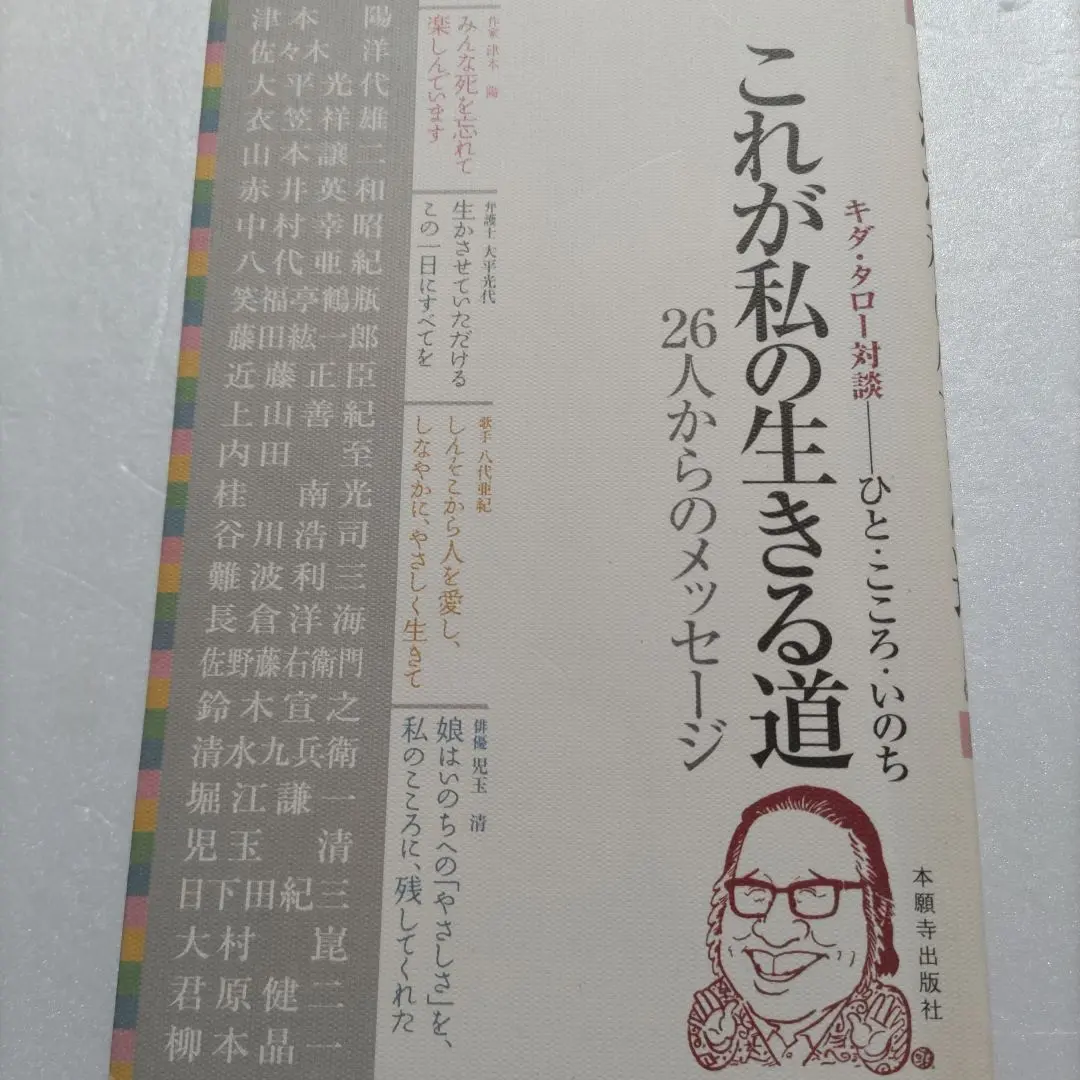 キダ・タロー対談――ひと・こころ・いのち
これが私の生きる道
26人からのメッセージ
本願寺出版社
作家 津本 陽
みんな死を忘れて
楽しんでいます
弁護士 大平光代
生かさせていただける
この一日にすべてを
歌手 八代亜紀
しんそこから人を愛し、
しなやかに、やさしく生きて
俳優 児玉 清
娘はいのちへの「やさしさ」を、
私のこころに、残してくれた
津本 陽
佐々木 洋
大平光代
衣笠祥雄
山本譲二
赤井英和
中村幸昭
八代亜紀
笑福亭鶴瓶
藤田紘一郎
近藤正臣
上山善紀
内田 至
桂 南光
谷川浩司
難波利三
長倉洋海
佐野藤右衛門
鈴木宣之
清水九兵衛
堀江謙一
児玉 清
日下田紀三
大村 崑
君原健二
柳本晶一